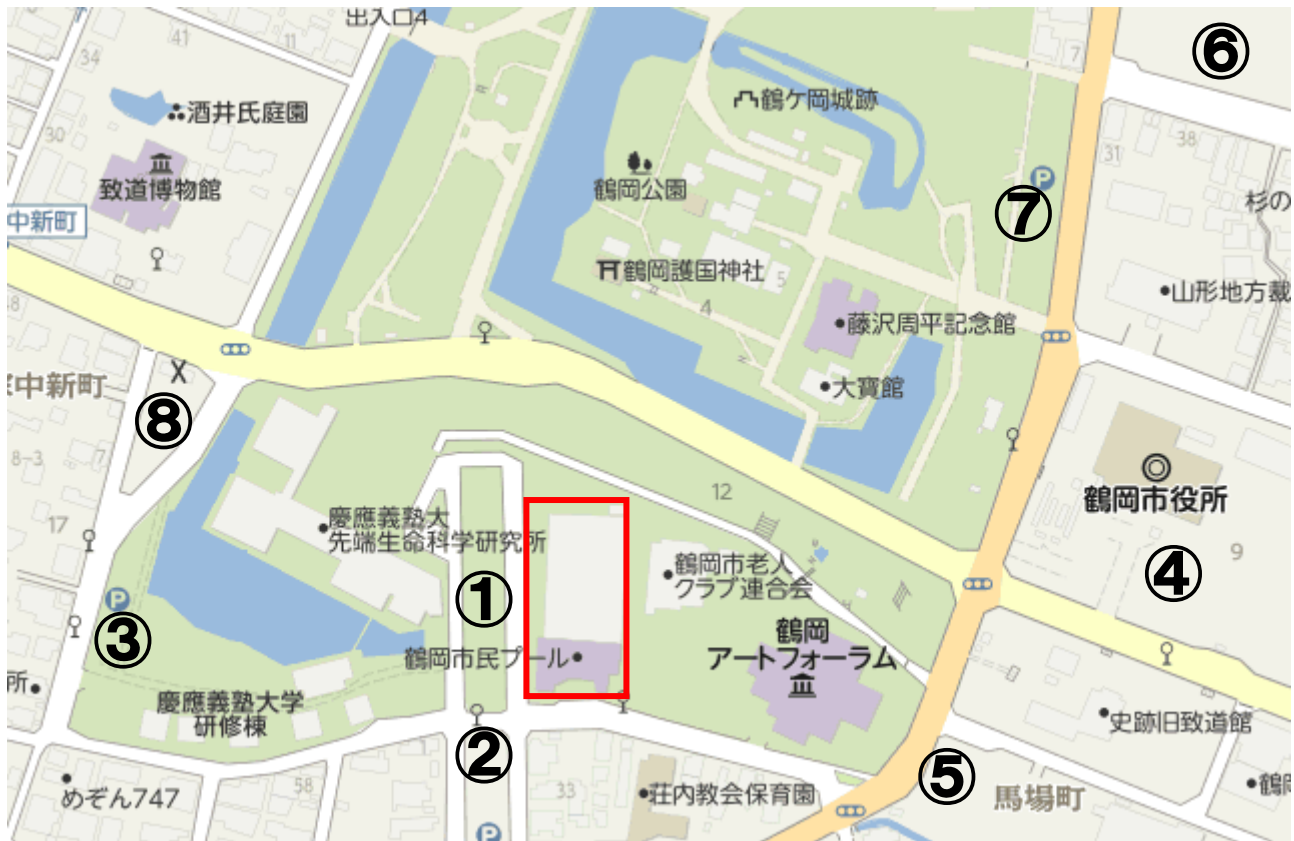 出入口4
41
11
34
酒井氏庭園
30
致道博物館
中新町
鶴ケ岡城跡
鶴岡公園
鶴岡護国神社
5
4
藤沢周平記念館
大寶館
7
⑥
P
⑦
31
38
杉の
山形地方裁
48
中新町
⑧
8-3
7
17
鶴岡市役所
④
9
12
慶應義塾大
先端生命科学研究所
①
鶴岡市老人
クラブ連合会
P
③
鶴岡市民プール
鶴岡
アートフォーラム
所
慶應義塾大学
研修棟
②
史跡旧致道館
⑤
馬場町
鶴岡
めぞん747
58
33
荘内教会保育園
P